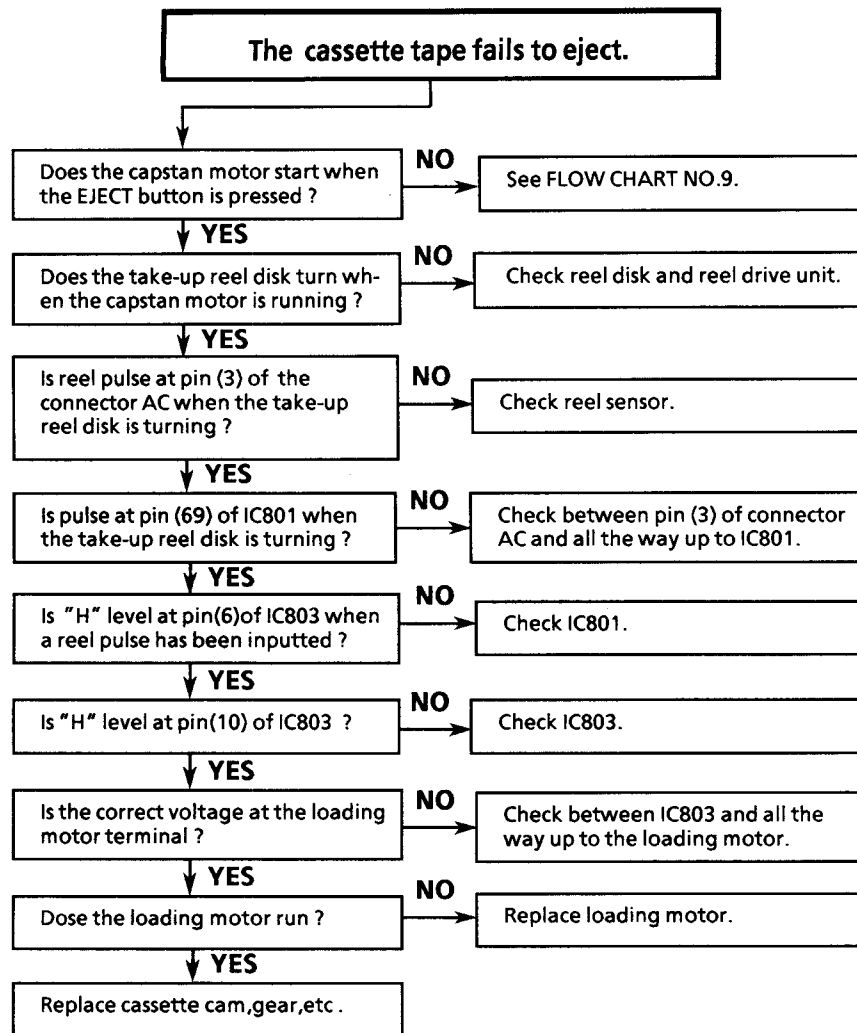 The cassette tape fails to eject.
Does the capstan motor start when
the EJECT button is pressed ?
NO
See FLOW CHART NO.9.
YES
Does the take-up reel disk turn wh-
en the capstan motor is running ?
NO
Check reel disk and reel drive unit.
YES
Is reel pulse at pin (3) of the
connector AC when the take-up
reel disk is turning ?
NO
Check reel sensor.
YES
Is pulse at pin (69) of IC801 when
the take-up reel disk is turning ?
NO
Check between pin (3) of connector
AC and all the way up to IC801.
YES
Is "H" level at pin(6)of IC803 when
a reel pulse has been inputted ?
NO
Check IC801.
YES
Is "H" level at pin(10) of IC803 ?
NO
Check IC803.
YES
Is the correct voltage at the loading
motor terminal ?
NO
Check between IC803 and all the
way up to the loading motor.
YES
Dose the loading motor run ?
NO
Replace loading motor.
YES
Replace cassette cam,gear,etc .